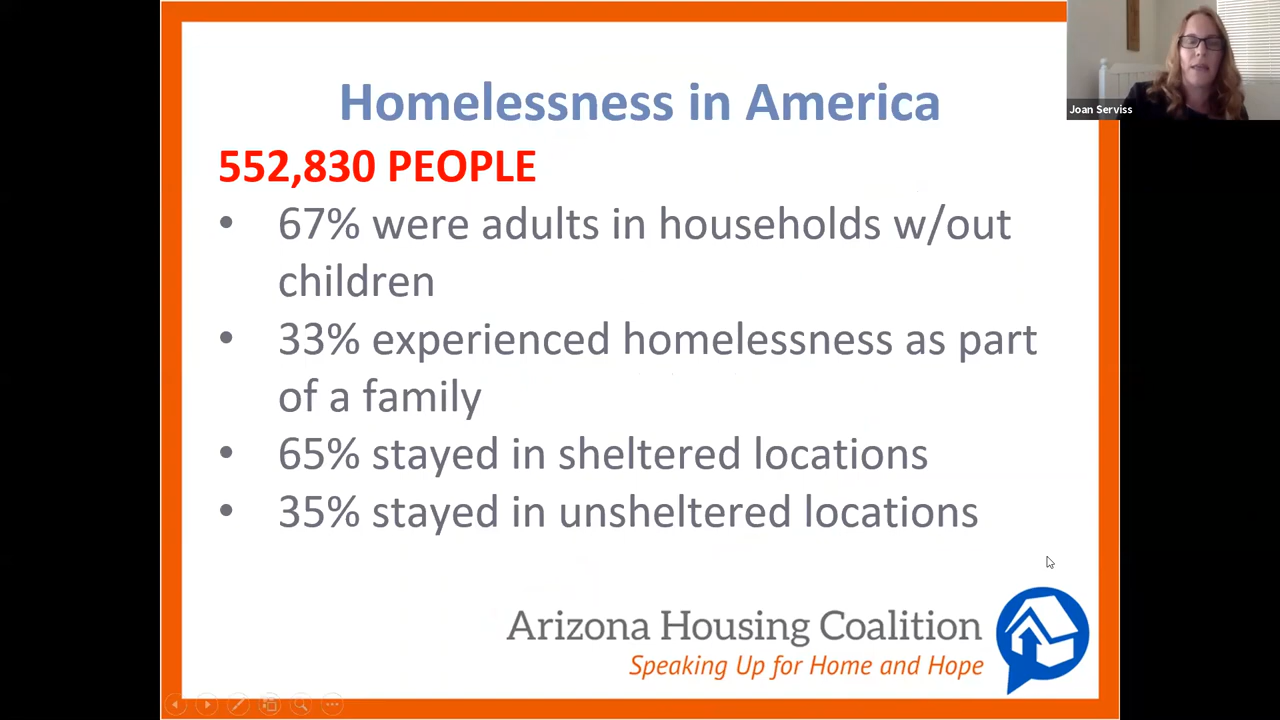 Homelessness in America
552,830 PEOPLE
• 67% were adults in households w/out
children
• 33% experienced homelessness as part
of a family
• 65% stayed in sheltered locations
• 35% stayed in unsheltered locations
Arizona Housing Coalition
Speaking Up for Home and Hope
Joan Serviss